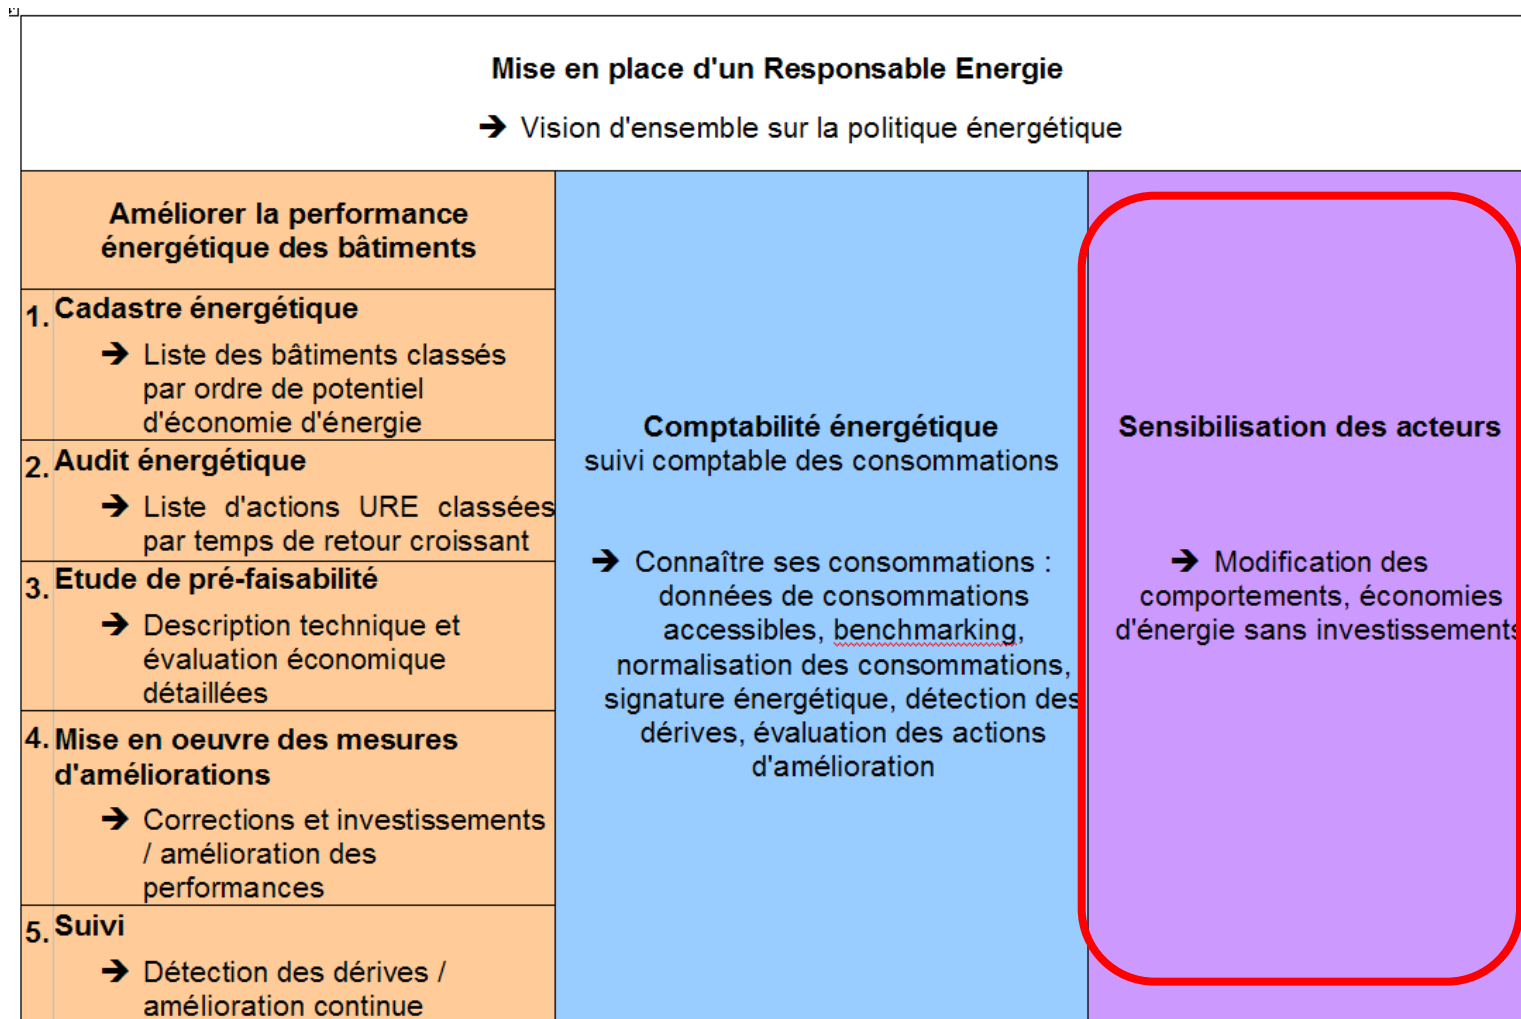 Mise en place d'un Responsable Energie
➔ Vision d'ensemble sur la politique énergétique
Améliorer la performance
énergétique des bâtiments
1. Cadastre énergétique
➔ Liste des bâtiments classés
par ordre de potentiel
d'économie d'énergie
2. Audit énergétique
➔ Liste d'actions URE classées
par temps de retour croissant
3. Etude de pré-faisabilité
➔ Description technique et
évaluation économique
détaillées
4. Mise en oeuvre des mesures
d'améliorations
➔ Corrections et investissements
/ amélioration des
performances
5. Suivi
➔ Détection des dérives /
amélioration continue
Comptabilité énergétique
suivi comptable des consommations
➔ Connaître ses consommations :
données de consommations
accessibles, benchmarking,
normalisation des consommations,
signature énergétique, détection des
dérives, évaluation des actions
d'amélioration
Sensibilisation des acteurs
➔ Modification des
comportements, économies
d'énergie sans investissements